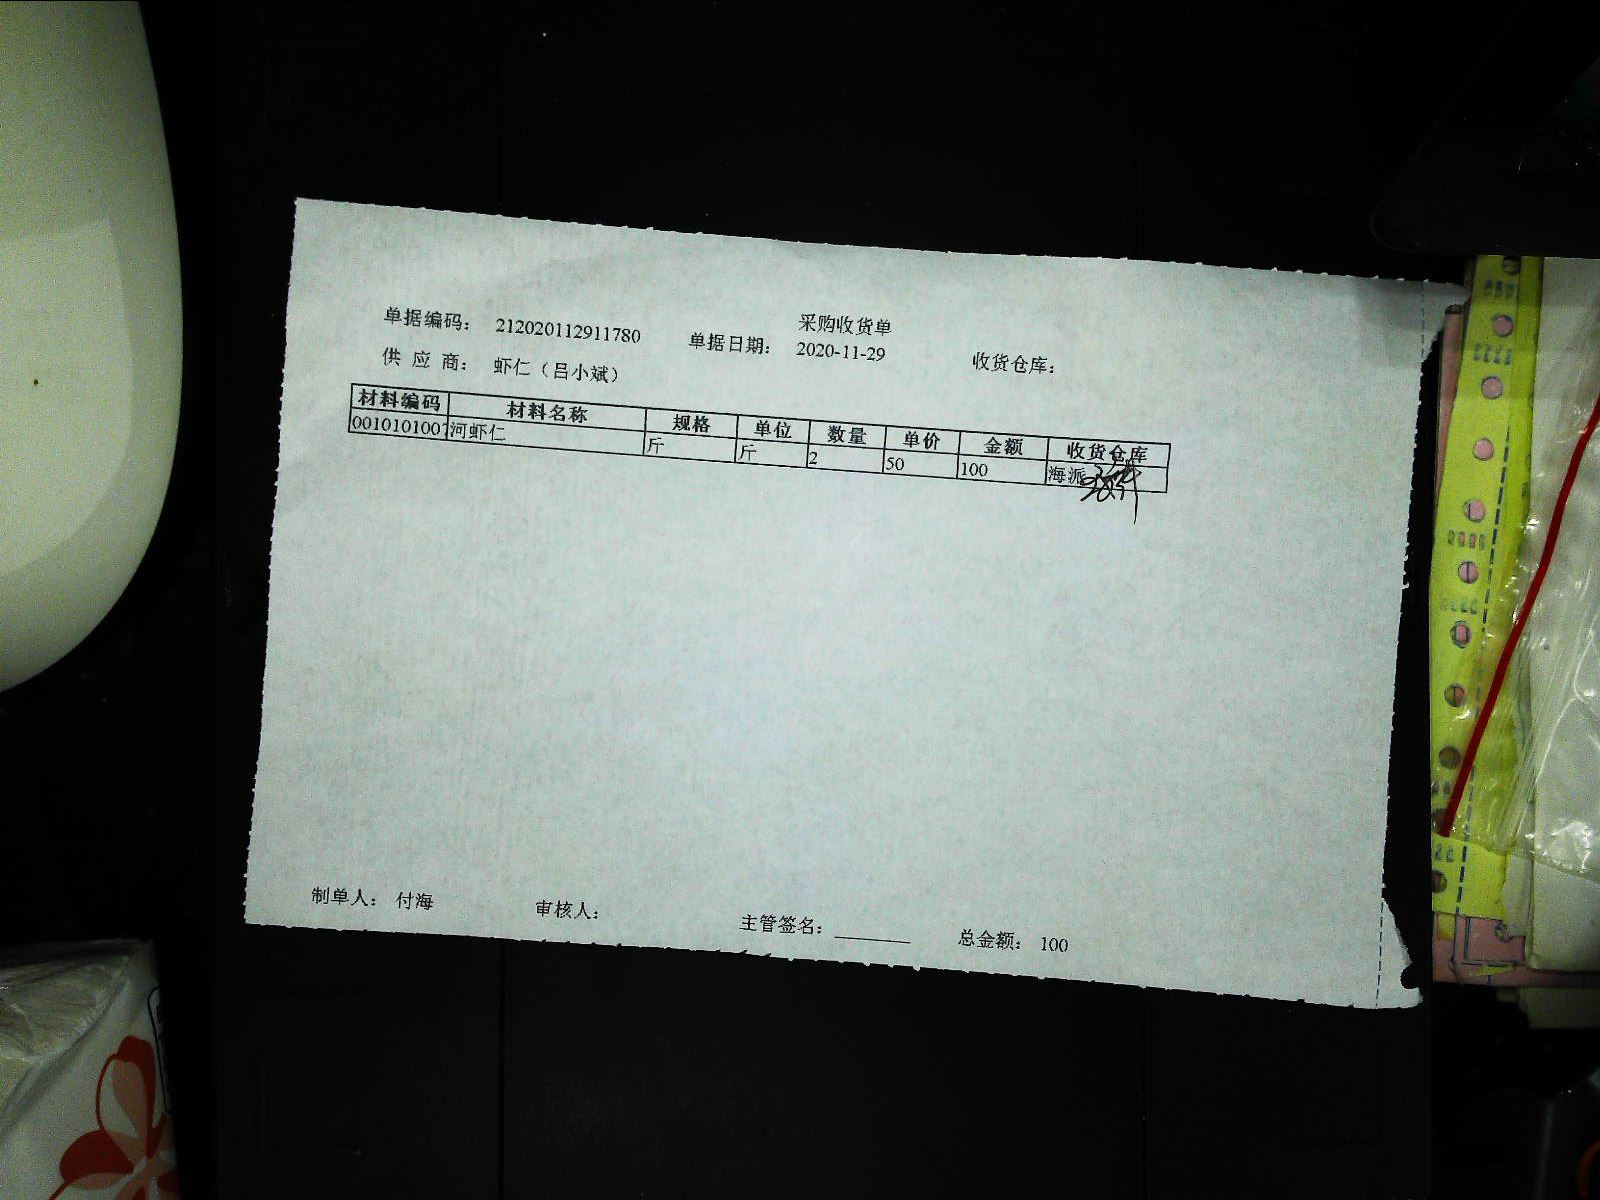 采购收货单
单据编码： 212020112911780 单据日期： 2020-11-29 收货仓库：
供 应 商： 虾仁（吕小斌）
材料编码 材料名称 规格 单位 数量 单价 金额 收货仓库
0010101007 河虾仁 斤 斤 2 50 100 海派
制单人： 付海 审核人： 主管签名： 总金额： 100